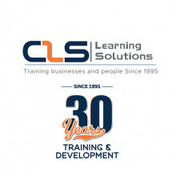 CLS Learning
Solutions
Training businesses and people Since 1995
SINCE 1995
30
Years
TRAINING &
DEVELOPMENT